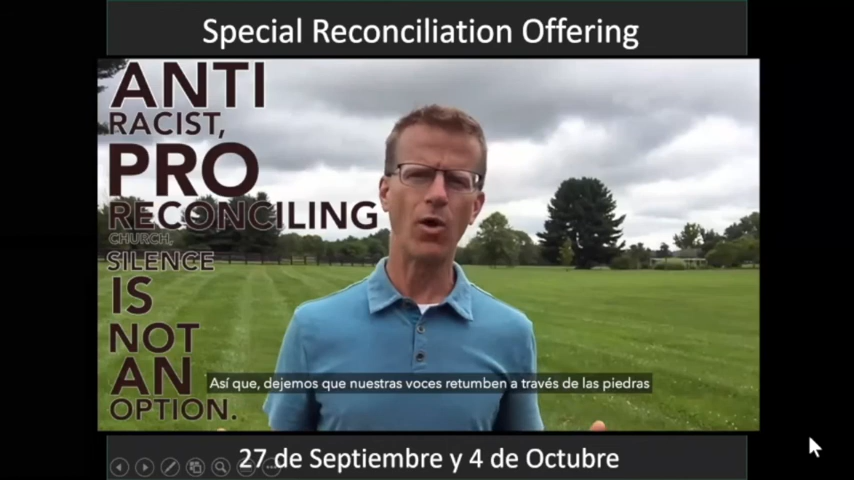 Special Reconciliation Offering
ANTI
RACIST,
PRO
RECONCILING
CHURCH,
SILENCE
IS
NOT
AN
OPTION.
Así que, dejemos que nuestras voces retumben a través de las piedras
27 de Septiembre y 4 de Octubre